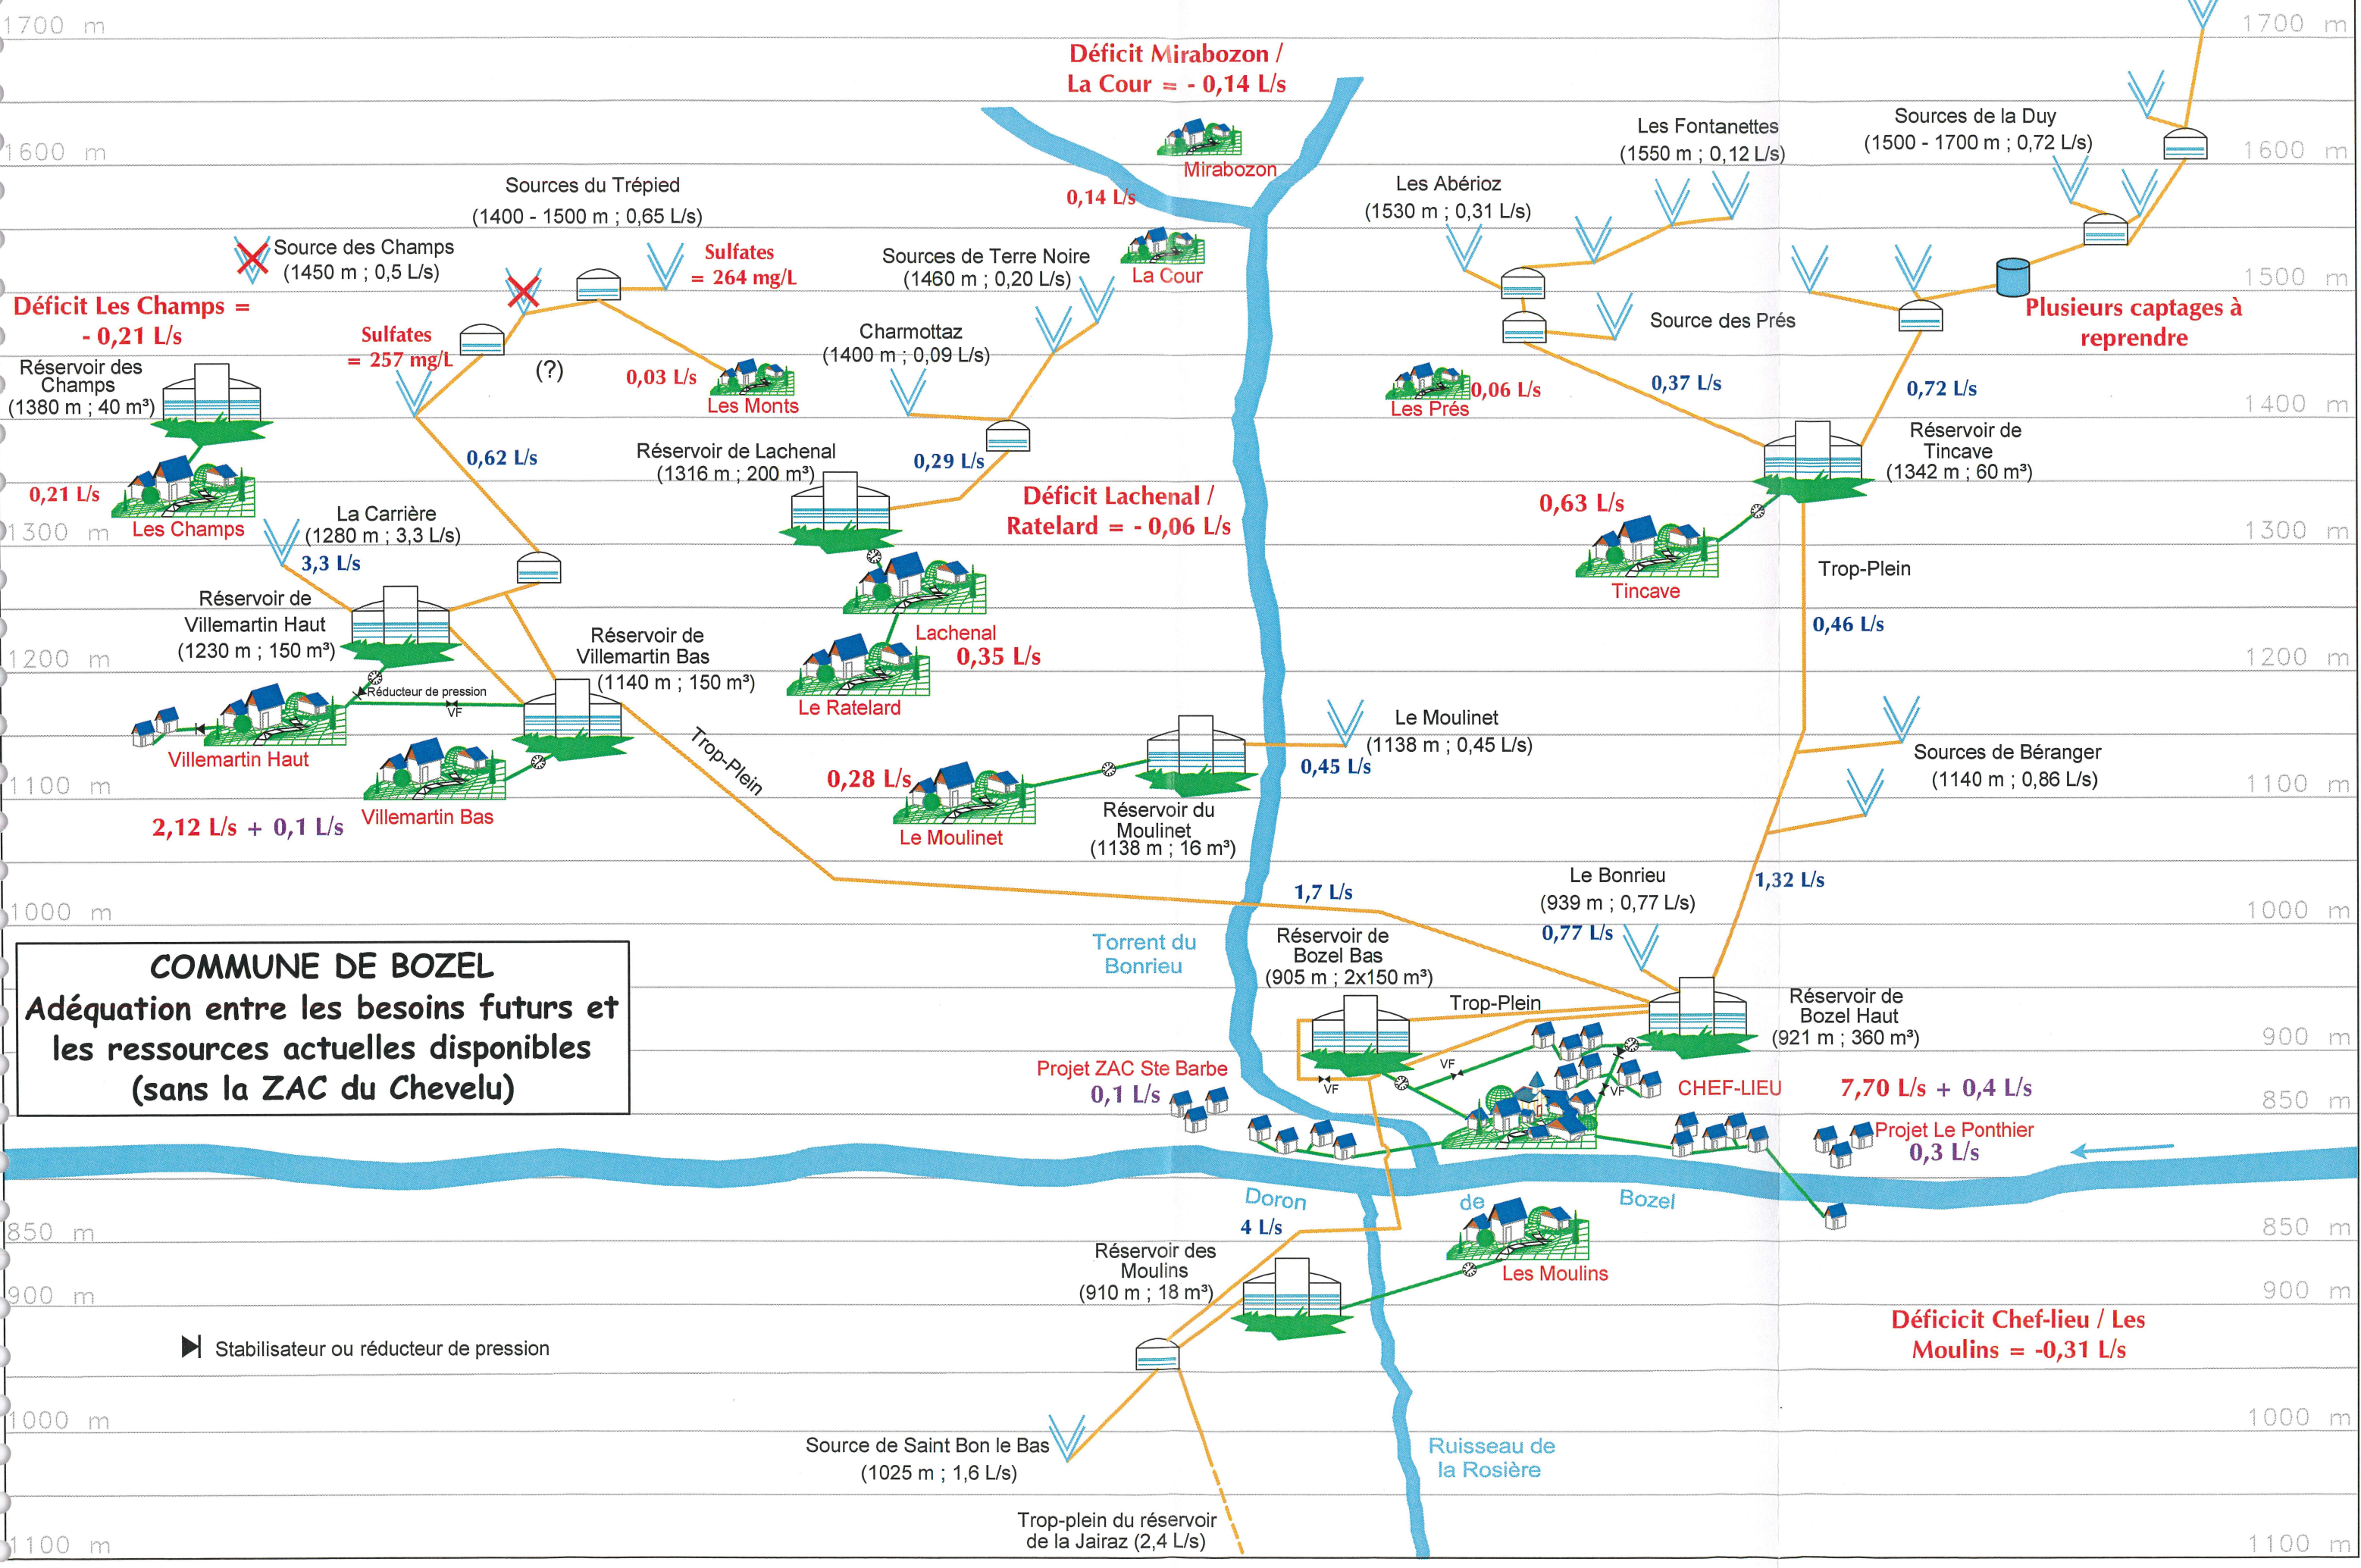 1700 m
1700 m
Déficit Mirabozon /
La Cour = - 0,14 L/s
1600 m
1600 m
Mirabozon
0,14 L/s
La Cour
Les Fontanettes
(1550 m ; 0,12 L/s)
Sources de la Duy
(1500 - 1700 m ; 0,72 L/s)
Les Abérioz
(1530 m ; 0,31 L/s)
Sources du Trépied
(1400 - 1500 m ; 0,65 L/s)
Source des Champs
(1450 m ; 0,5 L/s)
Sulfates
= 264 mg/L
Sources de Terre Noire
(1460 m ; 0,20 L/s)
1500 m
Déficit Les Champs =
- 0,21 L/s
Sulfates
= 257 mg/L
(?)
Charmottaz
(1400 m ; 0,09 L/s)
Source des Prés
Plusieurs captages à
reprendre
Réservoir des
Champs
(1380 m ; 40 m³)
0,03 L/s
Les Monts
Les Prés
0,06 L/s
0,37 L/s
0,72 L/s
1400 m
0,62 L/s
Réservoir de Lachenal
(1316 m ; 200 m³)
0,29 L/s
Réservoir de
Tincave
(1342 m ; 60 m³)
0,21 L/s
Les Champs
Déficit Lachenal /
Ratelard = - 0,06 L/s
0,63 L/s
Tincave
1300 m
1300 m
La Carrière
(1280 m ; 3,3 L/s)
3,3 L/s
Trop-Plein
0,46 L/s
Réservoir de
Villemartin Haut
(1230 m ; 150 m³)
Réservoir de
Villemartin Bas
(1140 m ; 150 m³)
Lachenal
0,35 L/s
Le Ratelard
1200 m
1200 m
Réducteur de pression
VF
Villemartin Haut
Villemartin Bas
2,12 L/s + 0,1 L/s
Trop-Plein
0,28 L/s
Le Moulinet
Réservoir du
Moulinet
(1138 m ; 16 m³)
Le Moulinet
(1138 m ; 0,45 L/s)
0,45 L/s
Sources de Béranger
(1140 m ; 0,86 L/s)
1100 m
1100 m
1,7 L/s
Le Bonrieu
(939 m ; 0,77 L/s)
0,77 L/s
1,32 L/s
1000 m
1000 m
COMMUNE DE BOZEL
Adéquation entre les besoins futurs et
les ressources actuelles disponibles
(sans la ZAC du Chevelu)
Torrent du
Bonrieu
Réservoir de
Bozel Bas
(905 m ; 2x150 m³)
Trop-Plein
Réservoir de
Bozel Haut
(921 m ; 360 m³)
900 m
Projet ZAC Ste Barbe
0,1 L/s
VF
VF
VF
CHEF-LIEU
7,70 L/s + 0,4 L/s
850 m
Projet Le Ponthier
0,3 L/s
Doron
de
Bozel
850 m
850 m
4 L/s
Réservoir des
Moulins
(910 m ; 18 m³)
Les Moulins
900 m
900 m
Déficicit Chef-lieu / Les
Moulins = -0,31 L/s
Stabilisateur ou réducteur de pression
1000 m
1000 m
Source de Saint Bon le Bas
(1025 m ; 1,6 L/s)
Ruisseau de
la Rosière
Trop-plein du réservoir
de la Jairaz (2,4 L/s)
1100 m
1100 m